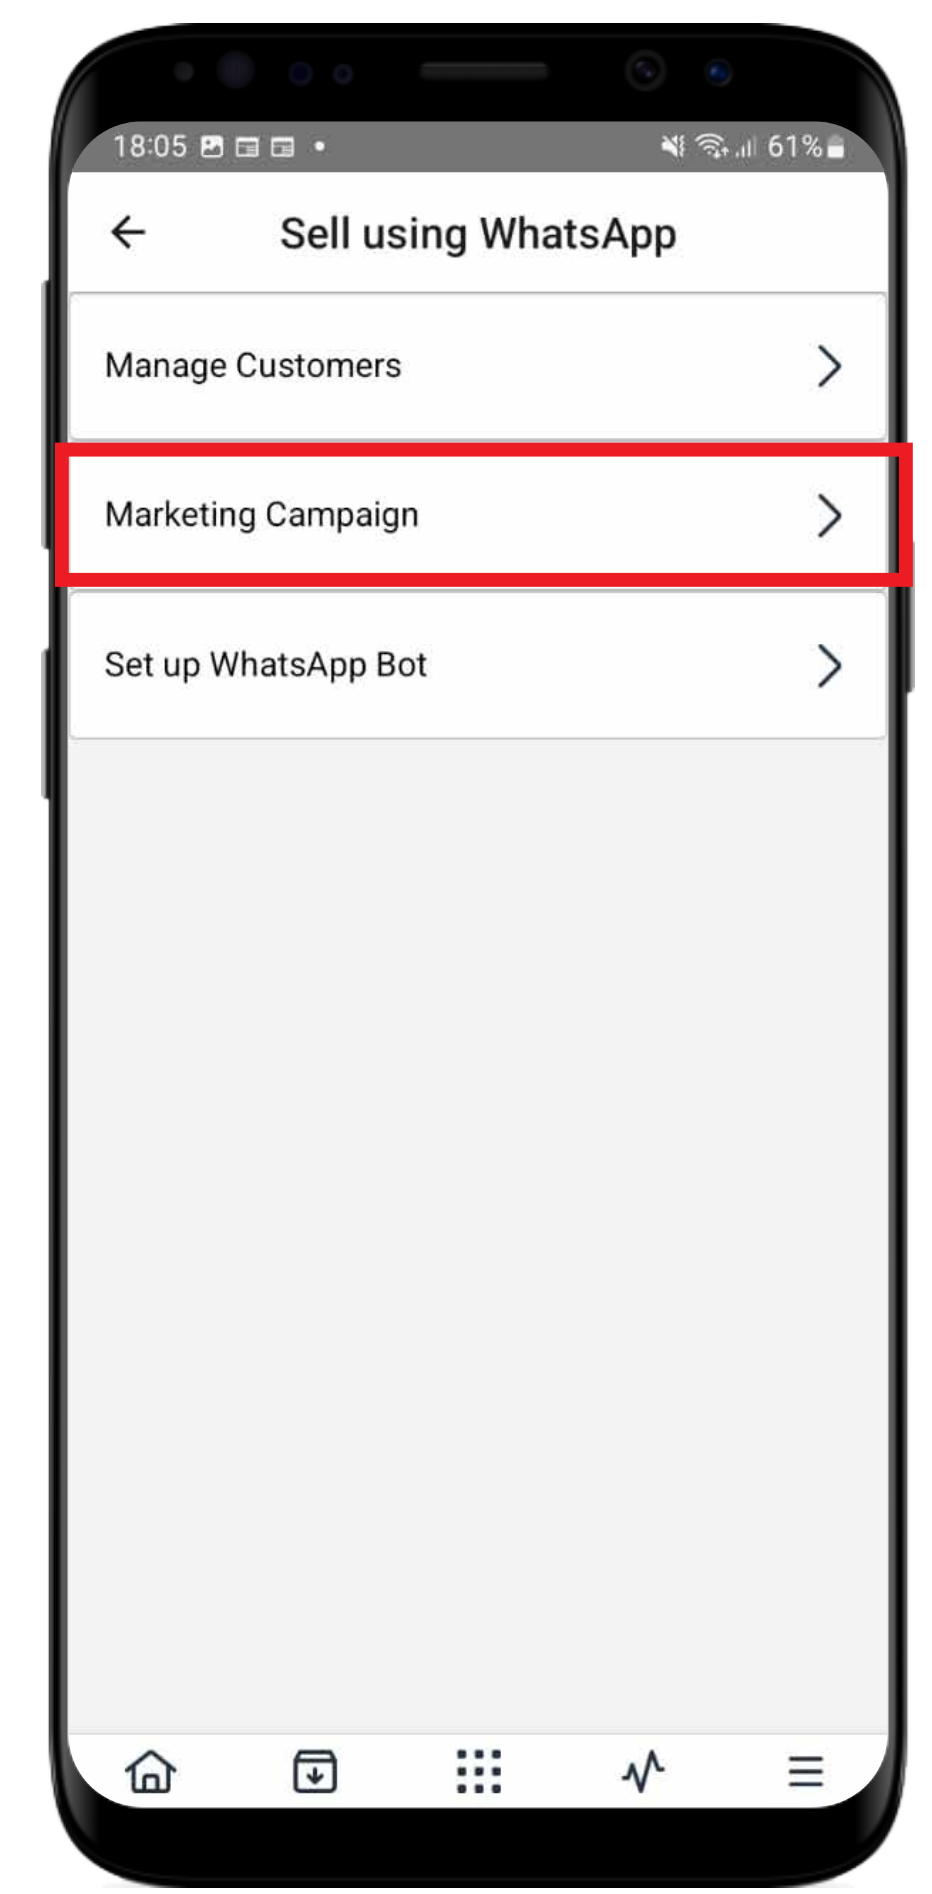 18:05 61%
Sell using WhatsApp
Manage Customers
Marketing Campaign
Set up WhatsApp Bot